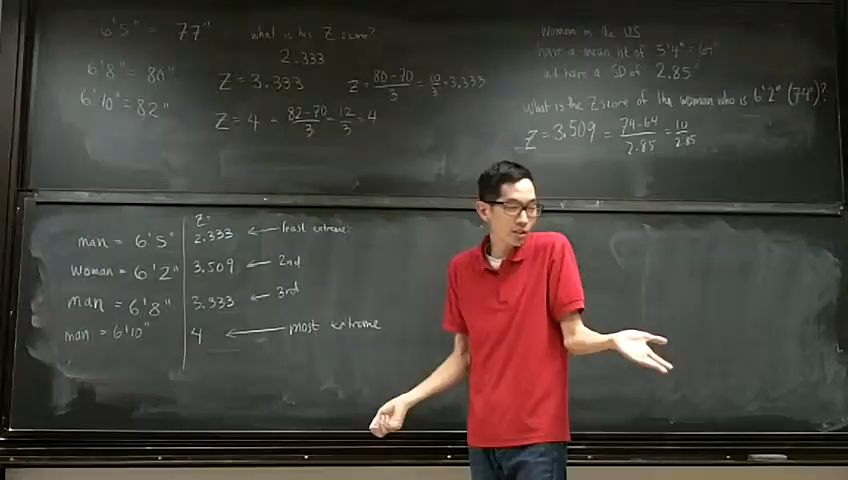 6'5" = 77"
what is his Z score?
2.333
6'8" = 80"
Z = 3.333
Z = 80-70/3 = 10/3 = 3.333
6'10" = 82"
Z = 4 = 82-70/3 = 12/3 = 4
Women in the US
have a mean ht of 5'4" = 64"
have a SD of 2.85"
what is the Z score of the woman who is 6'2" (74")?
Z = 3.509 = 74-64/2.85 = 10/2.85
Z =
man = 6'5" 2.333 ← least extreme
woman = 6'2" 3.509 ← 2nd
man = 6'8" 3.333 ← 3rd
man = 6'10" 4 ← most extreme